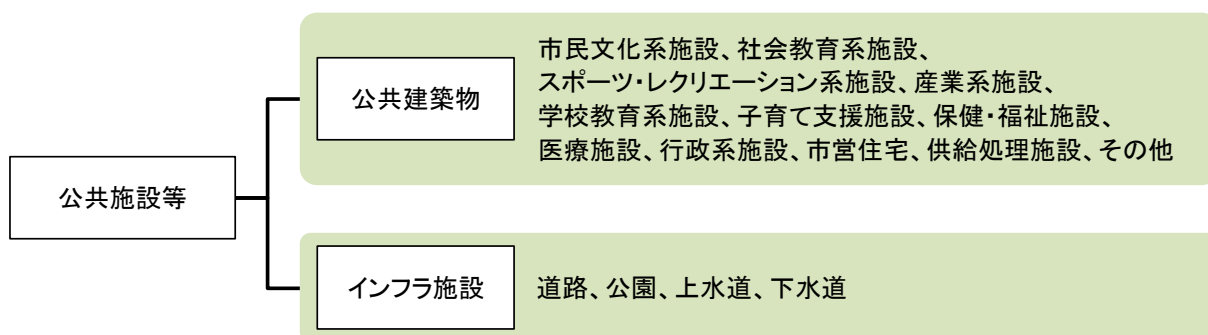 公共施設等
公共建築物
市民文化系施設、社会教育系施設、
スポーツ・レクリエーション系施設、産業系施設、
学校教育系施設、子育て支援施設、保健・福祉施設、
医療施設、行政系施設、市営住宅、供給処理施設、その他
インフラ施設
道路、公園、上水道、下水道